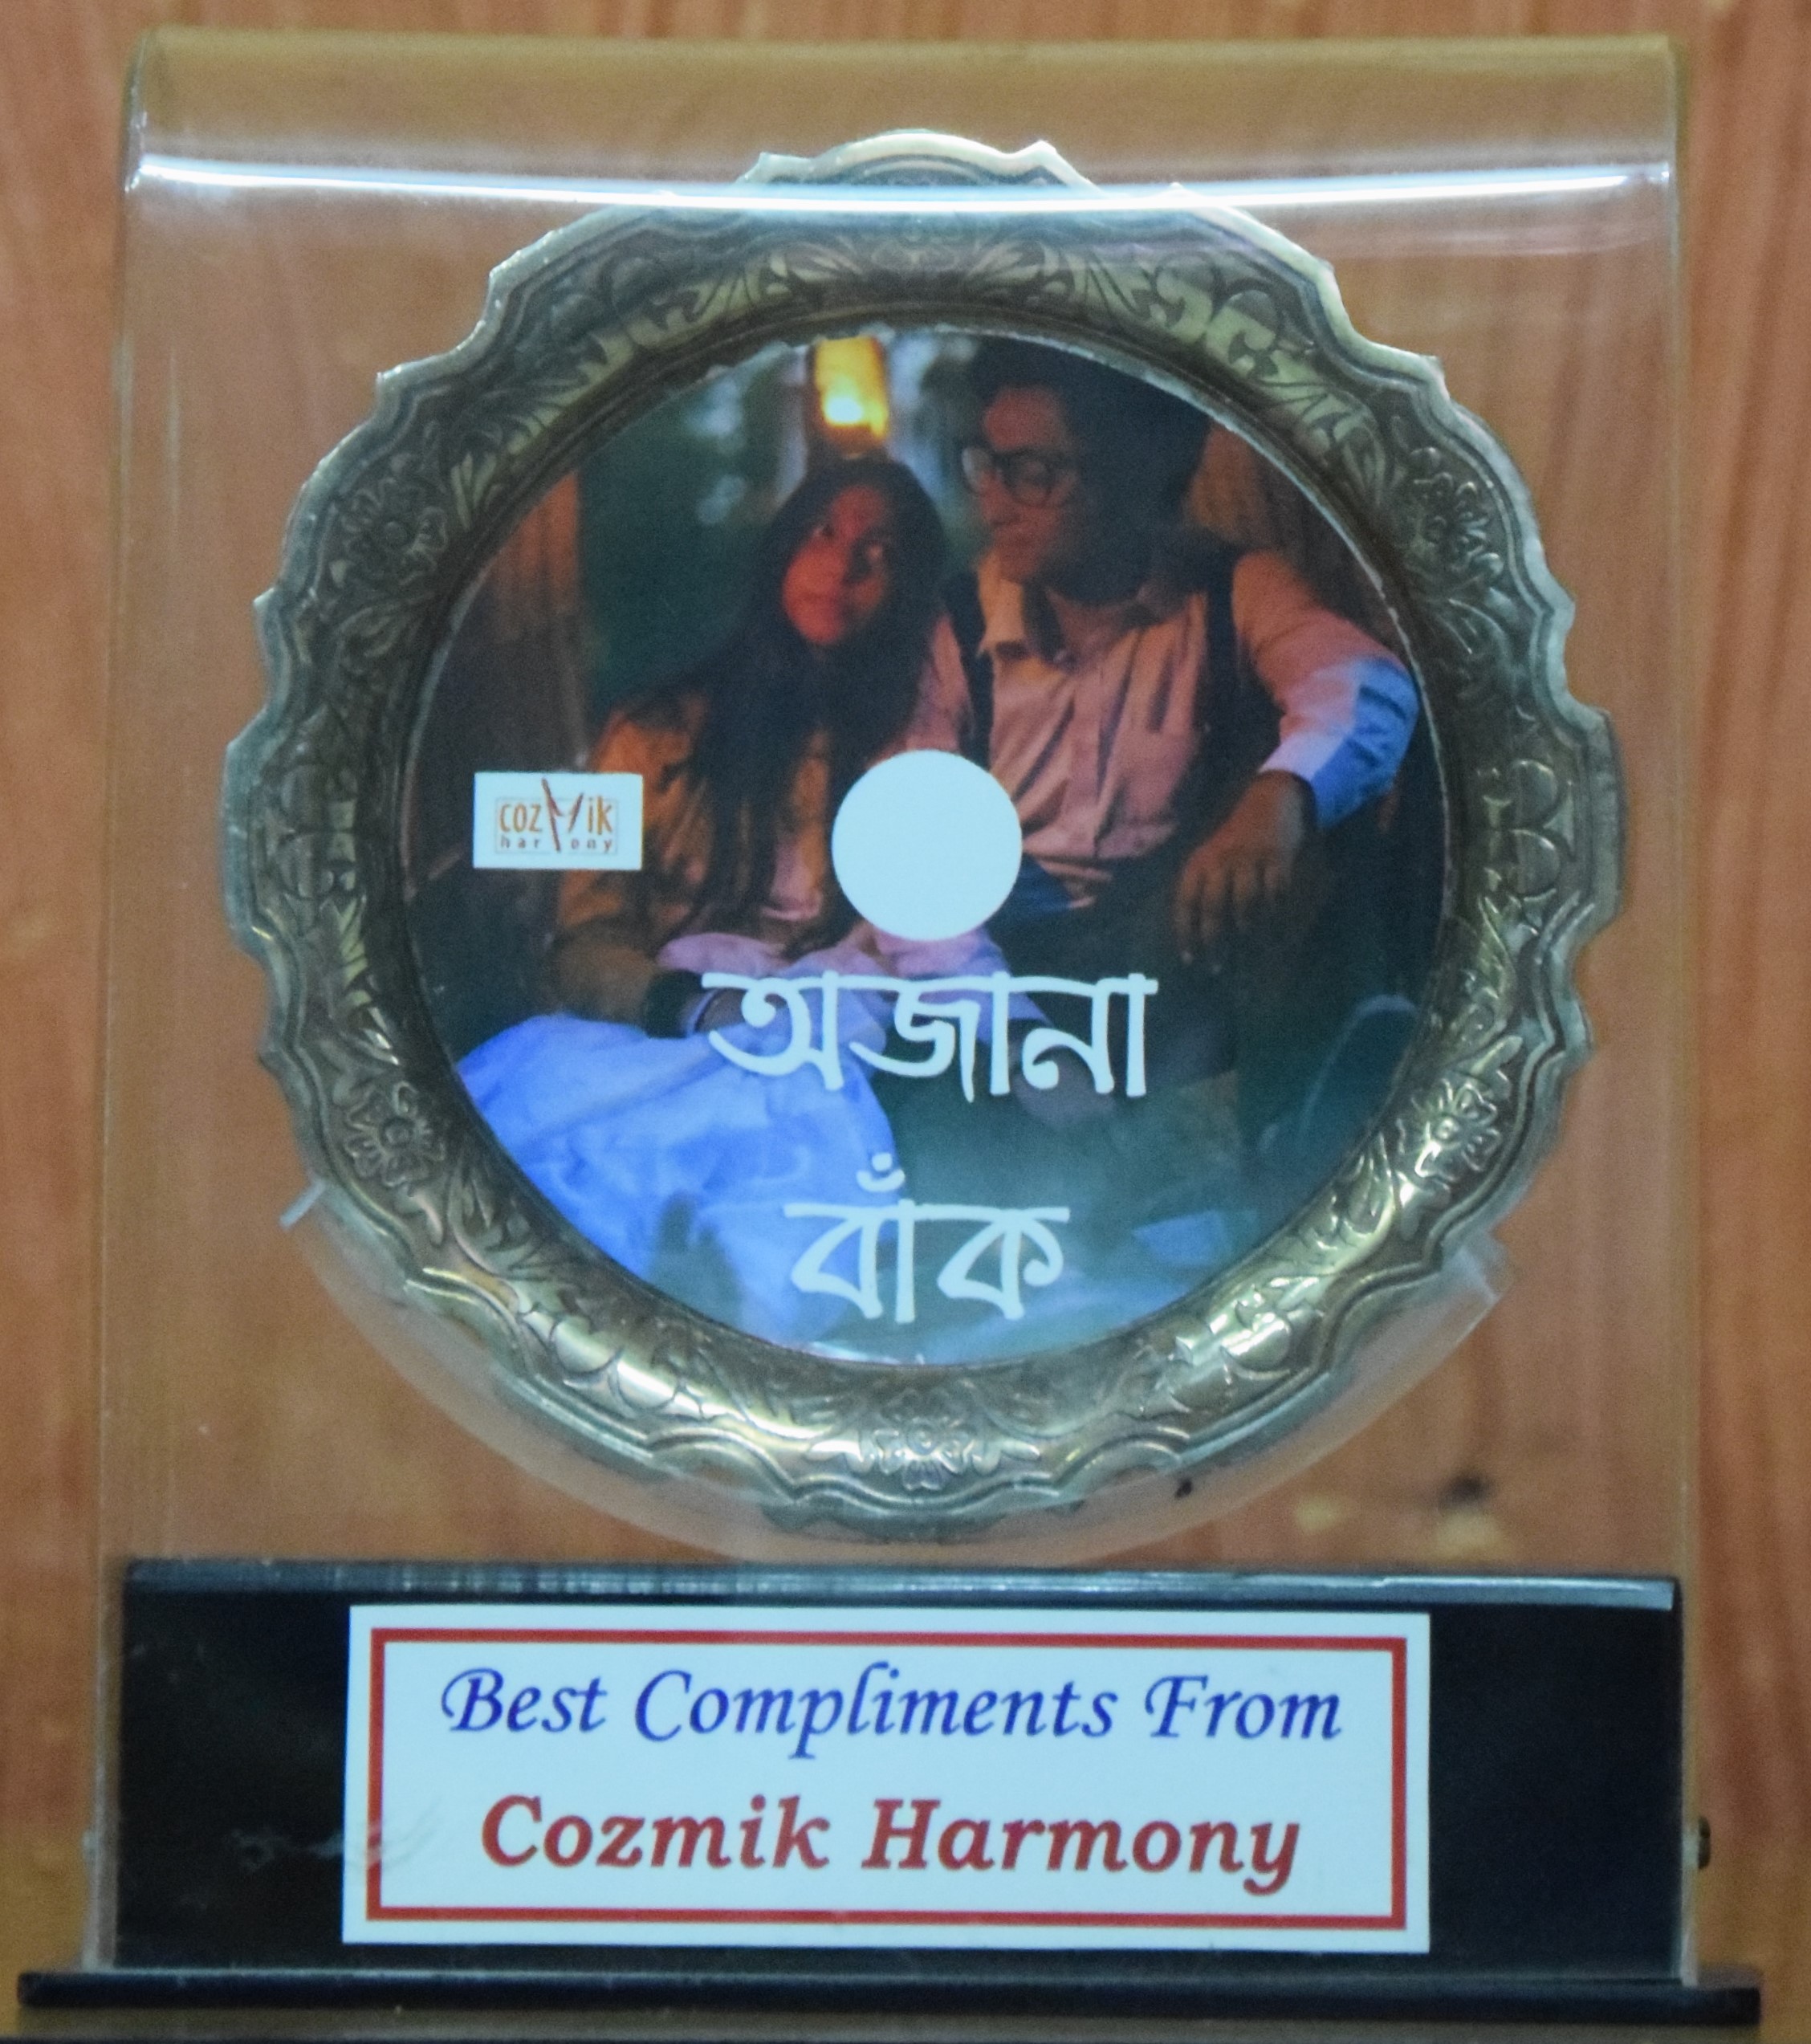 cozMik
harmony
অজানা
বাঁক
Best Compliments From
Cozmik Harmony